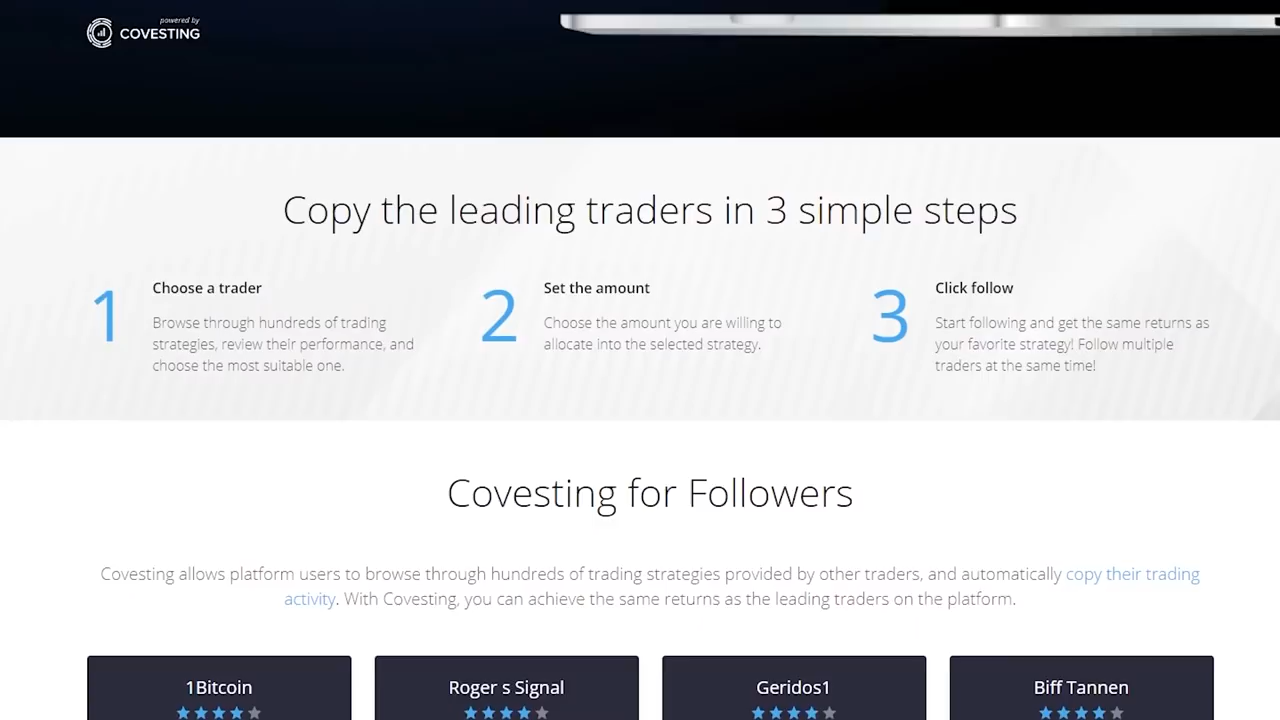 powered by
COVESTING
Copy the leading traders in 3 simple steps
1
Choose a trader
Browse through hundreds of trading
strategies, review their performance, and
choose the most suitable one.
2
Set the amount
Choose the amount you are willing to
allocate into the selected strategy.
3
Click follow
Start following and get the same returns as
your favorite strategy! Follow multiple
traders at the same time!
Covesting for Followers
Covesting allows platform users to browse through hundreds of trading strategies provided by other traders, and automatically copy their trading
activity. With Covesting, you can achieve the same returns as the leading traders on the platform.
1Bitcoin
Roger s Signal
Geridos1
Biff Tannen